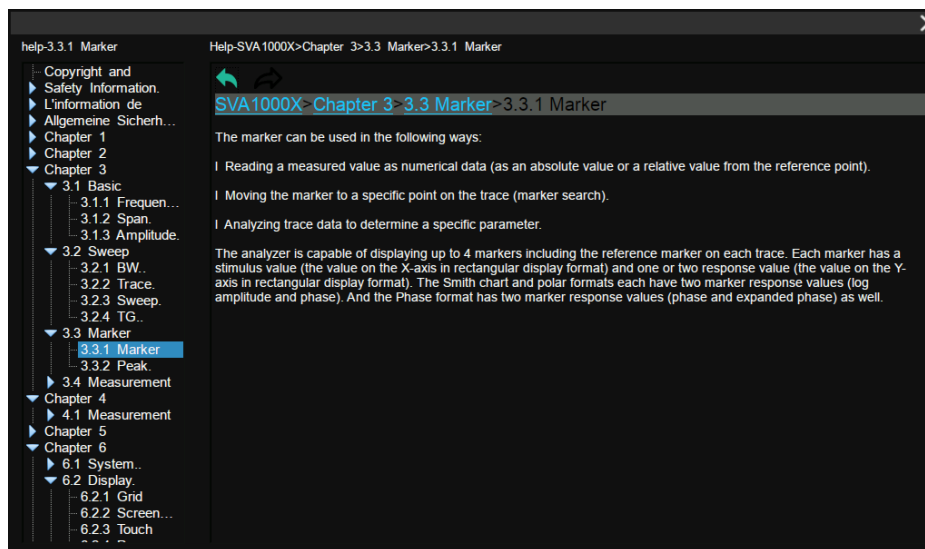 help-3.3.1 Marker
Help-SVA1000X>Chapter 3>3.3 Marker>3.3.1 Marker
Copyright and
Safety Information.
L'information de
Allgemeine Sicherh...
Chapter 1
Chapter 2
Chapter 3
3.1 Basic
3.1.1 Frequen...
3.1.2 Span.
3.1.3 Amplitude.
3.2 Sweep
3.2.1 BW..
3.2.2 Trace.
3.2.3 Sweep.
3.2.4 TG..
3.3 Marker
3.3.1 Marker
3.3.2 Peak.
3.4 Measurement
Chapter 4
4.1 Measurement
Chapter 5
Chapter 6
6.1 System..
6.2 Display.
6.2.1 Grid
6.2.2 Screen...
6.2.3 Touch
SVA1000X>Chapter 3>3.3 Marker>3.3.1 Marker
The marker can be used in the following ways:
l Reading a measured value as numerical data (as an absolute value or a relative value from the reference point).
l Moving the marker to a specific point on the trace (marker search).
l Analyzing trace data to determine a specific parameter.
The analyzer is capable of displaying up to 4 markers including the reference marker on each trace. Each marker has a
stimulus value (the value on the X-axis in rectangular display format) and one or two response value (the value on the Y-
axis in rectangular display format). The Smith chart and polar formats each have two marker response values (log
amplitude and phase). And the Phase format has two marker response values (phase and expanded phase) as well.